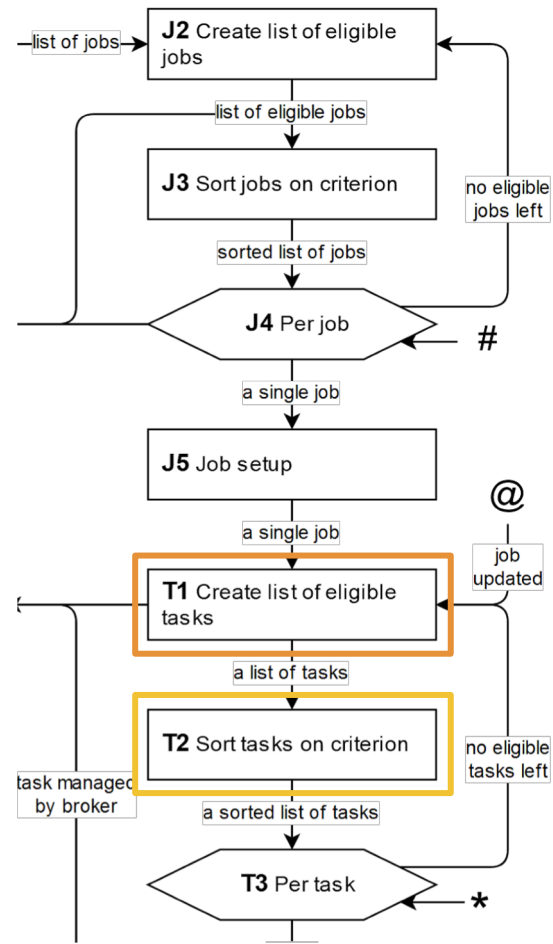 list of jobs
J2 Create list of eligible
jobs
list of eligible jobs
J3 Sort jobs on criterion
no eligible
jobs left
sorted list of jobs
J4 Per job
#
a single job
J5 Job setup
@
a single job
job
updated
T1 Create list of eligible
tasks
a list of tasks
T2 Sort tasks on criterion
no eligible
tasks left
task managed
by broker
a sorted list of tasks
T3 Per task
*